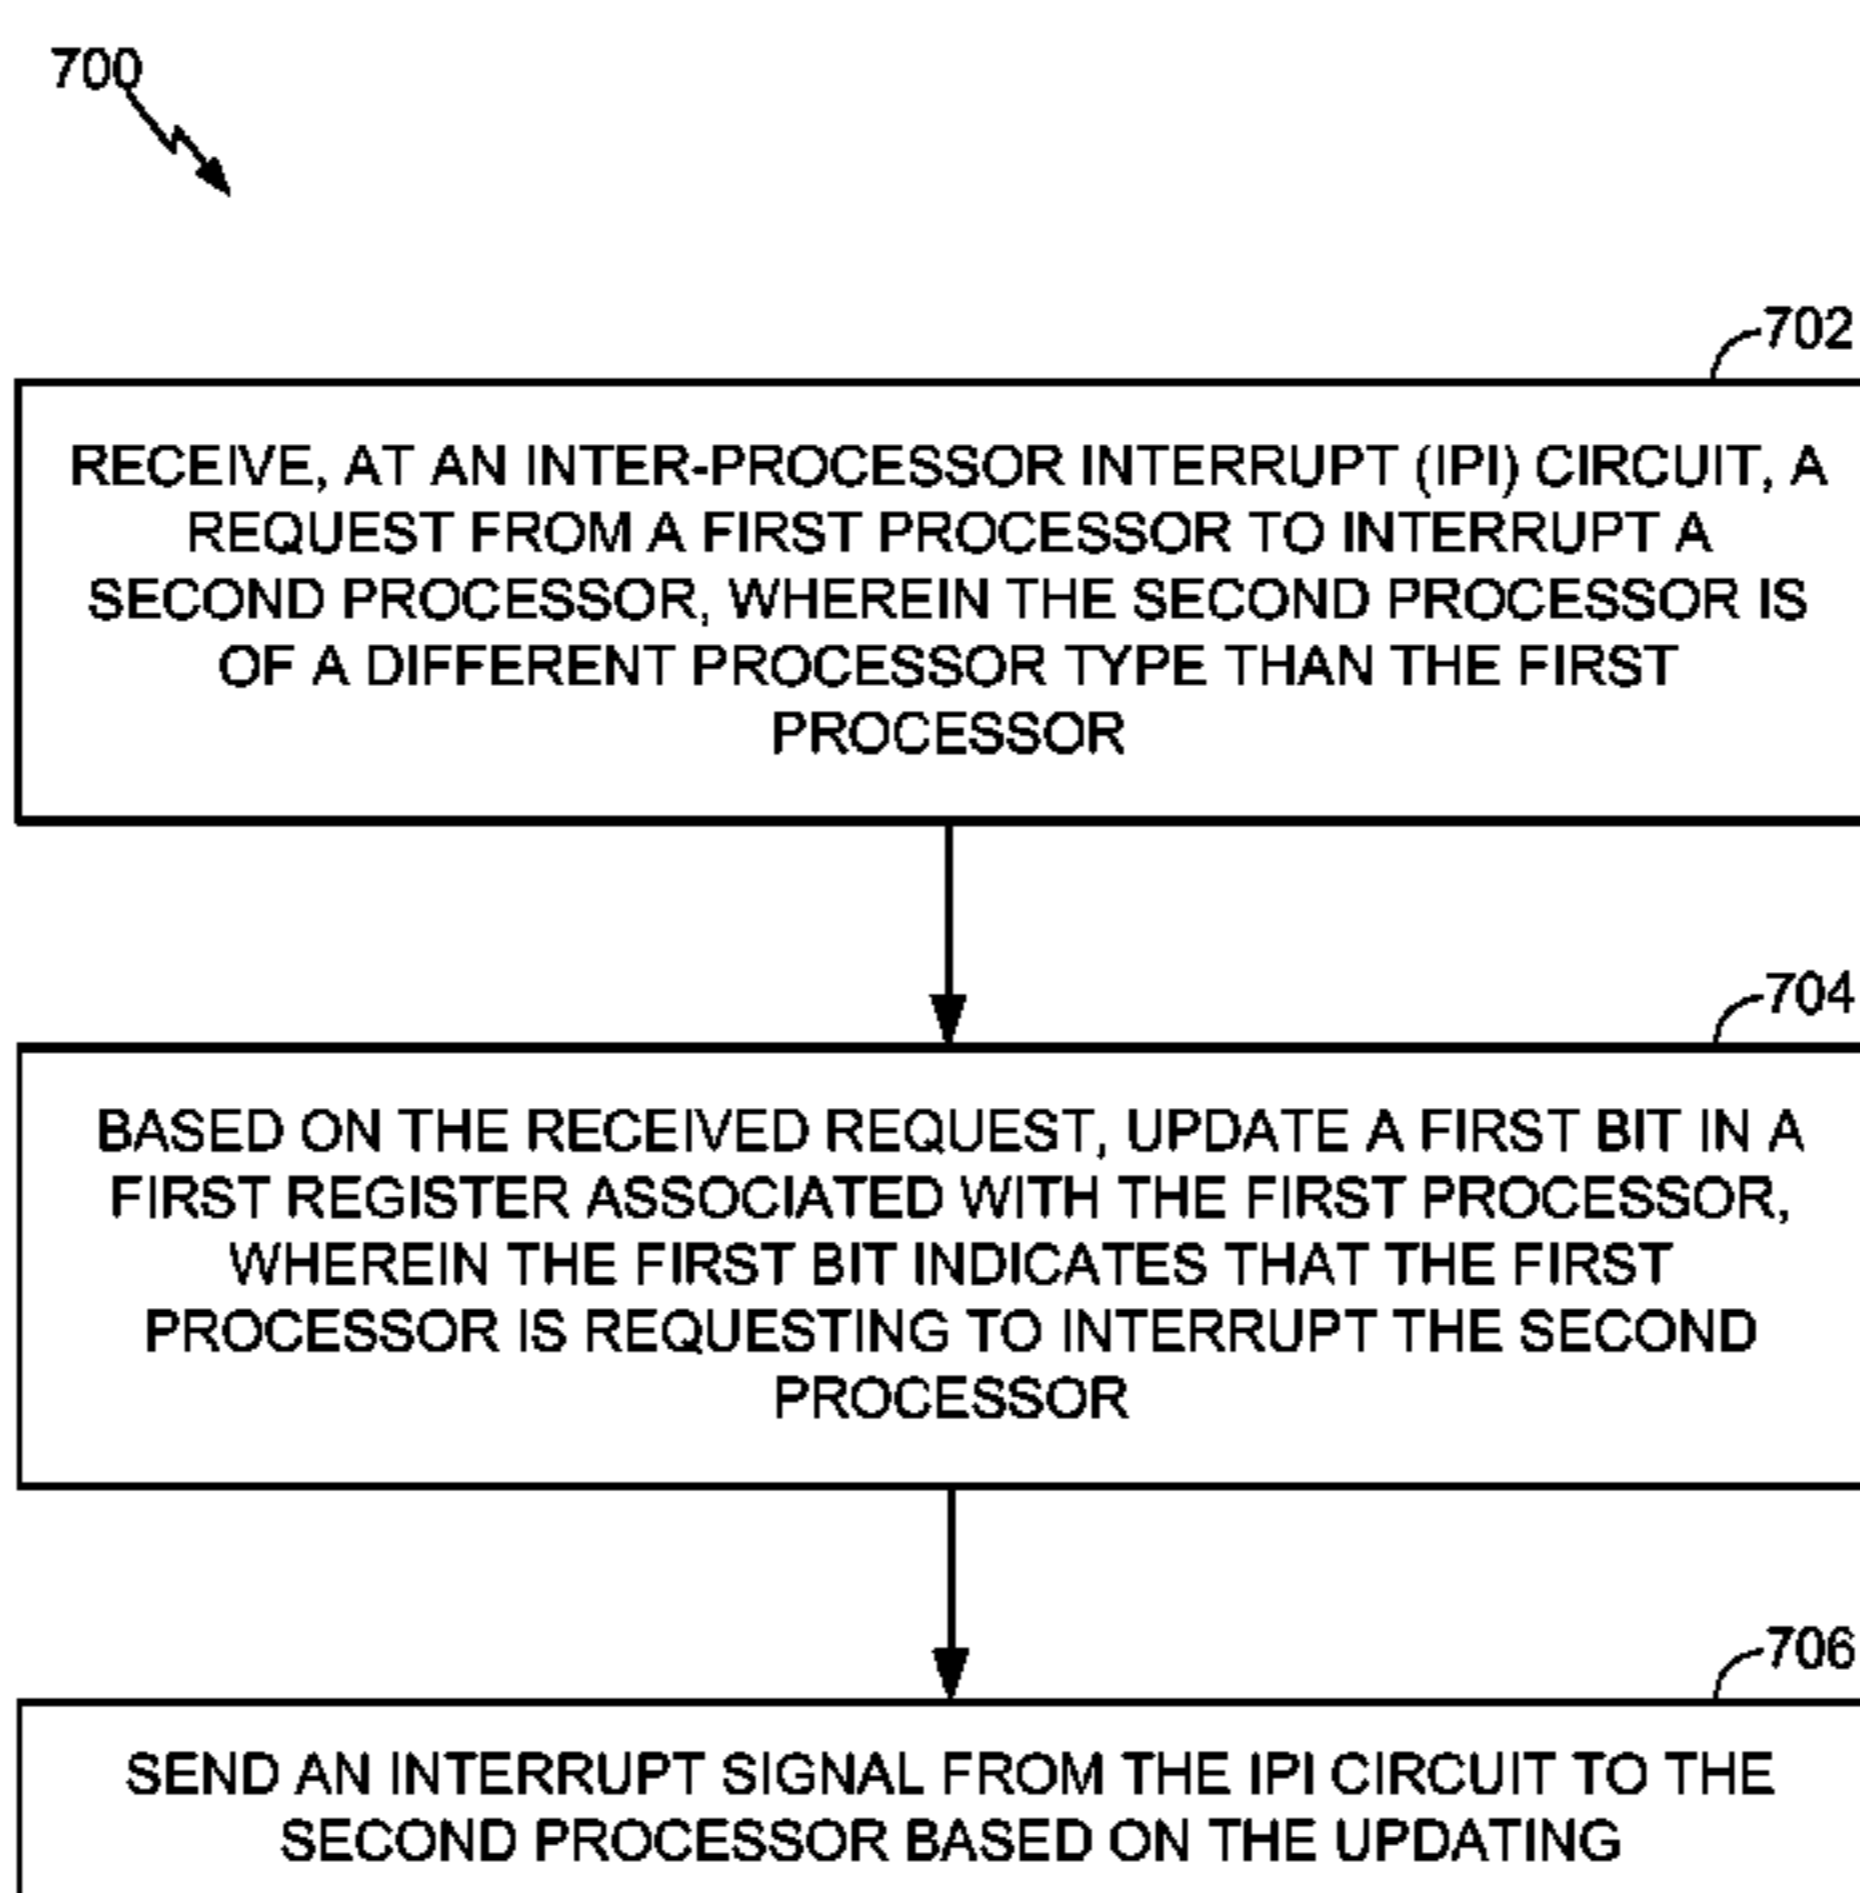 700
702
RECEIVE, AT AN INTER-PROCESSOR INTERRUPT (IPI) CIRCUIT, A
REQUEST FROM A FIRST PROCESSOR TO INTERRUPT A
SECOND PROCESSOR, WHEREIN THE SECOND PROCESSOR IS
OF A DIFFERENT PROCESSOR TYPE THAN THE FIRST
PROCESSOR
704
BASED ON THE RECEIVED REQUEST, UPDATE A FIRST BIT IN A
FIRST REGISTER ASSOCIATED WITH THE FIRST PROCESSOR,
WHEREIN THE FIRST BIT INDICATES THAT THE FIRST
PROCESSOR IS REQUESTING TO INTERRUPT THE SECOND
PROCESSOR
706
SEND AN INTERRUPT SIGNAL FROM THE IPI CIRCUIT TO THE
SECOND PROCESSOR BASED ON THE UPDATING